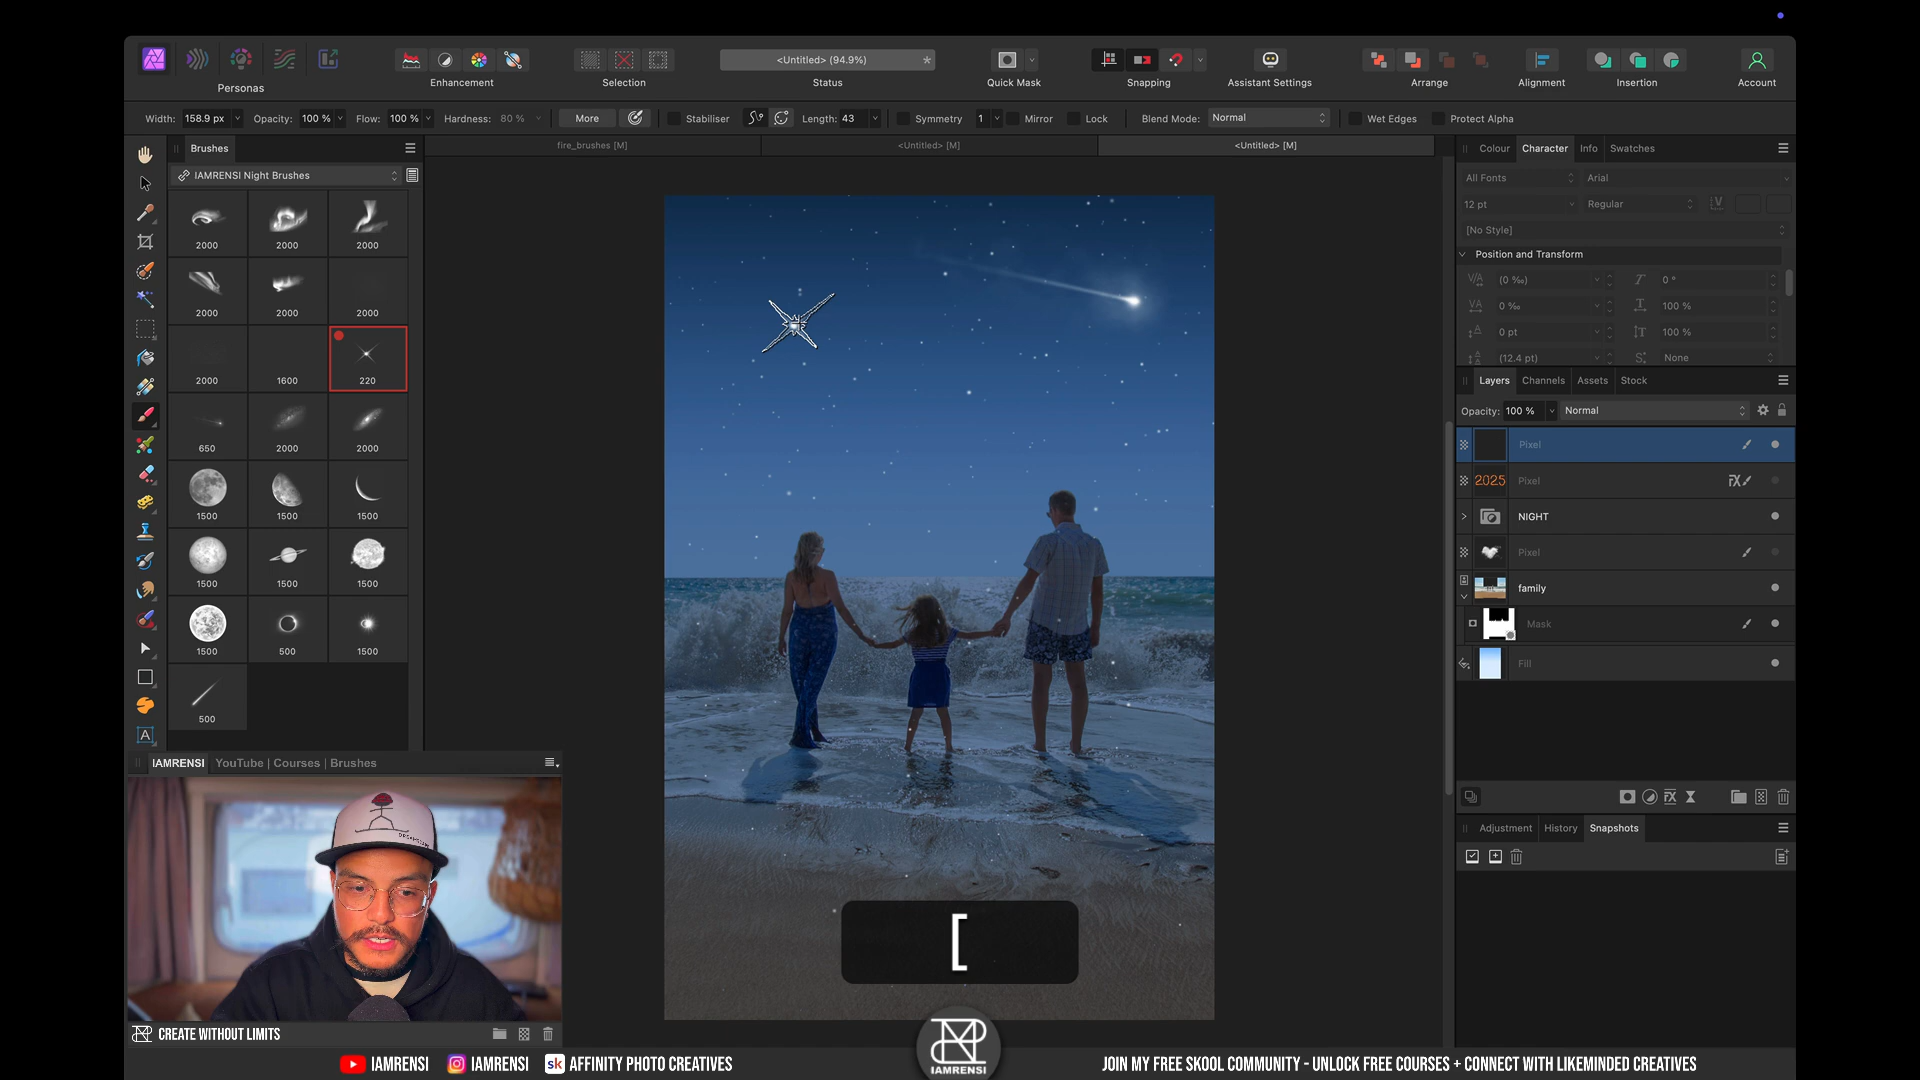 <Untitled> (94.9%)
*
Personas
Enhancement
Selection
Status
Quick Mask
Snapping
Assistant Settings
Arrange
Alignment
Insertion
Account
Width: 158.9 px
Opacity: 100 %
Flow: 100 %
Hardness: 80 %
More
Stabiliser
Length: 43
Symmetry 1
Mirror
Lock
Blend Mode: Normal
Wet Edges
Protect Alpha
Brushes
fire_brushes [M]
<Untitled> [M]
<Untitled> [M]
IAMRENSI Night Brushes
2000 2000 2000
2000 2000 2000
2000 1600 220
650 2000 2000
1500 1500 1500
1500 1500 1500
1500 500 1500
500
Colour Character Info Swatches
All Fonts Arial
12 pt Regular
[No Style]
Position and Transform
(0 ‰) 0 °
0 ‰ 100 %
0 pt 100 %
(12.4 pt) None
Layers Channels Assets Stock
Opacity: 100 % Normal
Pixel
2025 Pixel
NIGHT
Pixel
family
Mask
Fill
Adjustment History Snapshots
[
IAMRENSI YouTube | Courses | Brushes
CREATE WITHOUT LIMITS
IAMRENSI IAMRENSI sk AFFINITY PHOTO CREATIVES
IAMRENSI
JOIN MY FREE SKOOL COMMUNITY - UNLOCK FREE COURSES + CONNECT WITH LIKEMINDED CREATIVES